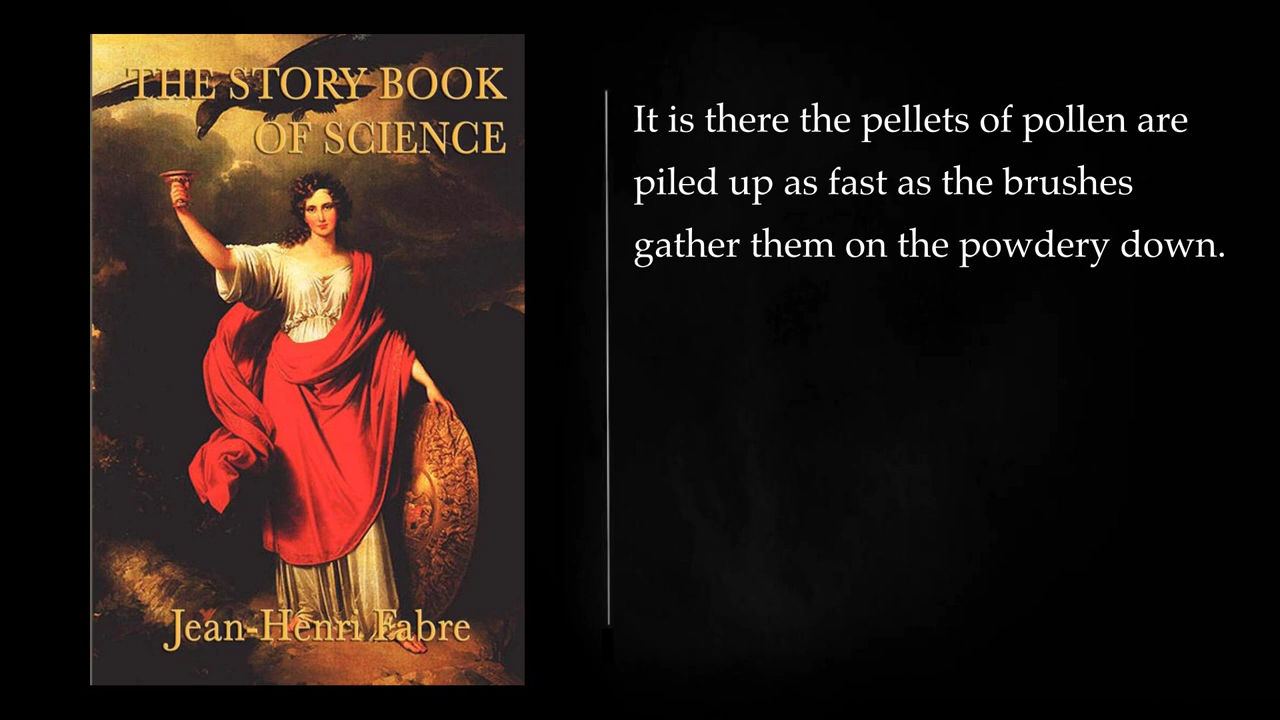 THE STORY BOOK
OF SCIENCE
Jean-Henri Fabre
It is there the pellets of pollen are
piled up as fast as the brushes
gather them on the powdery down.